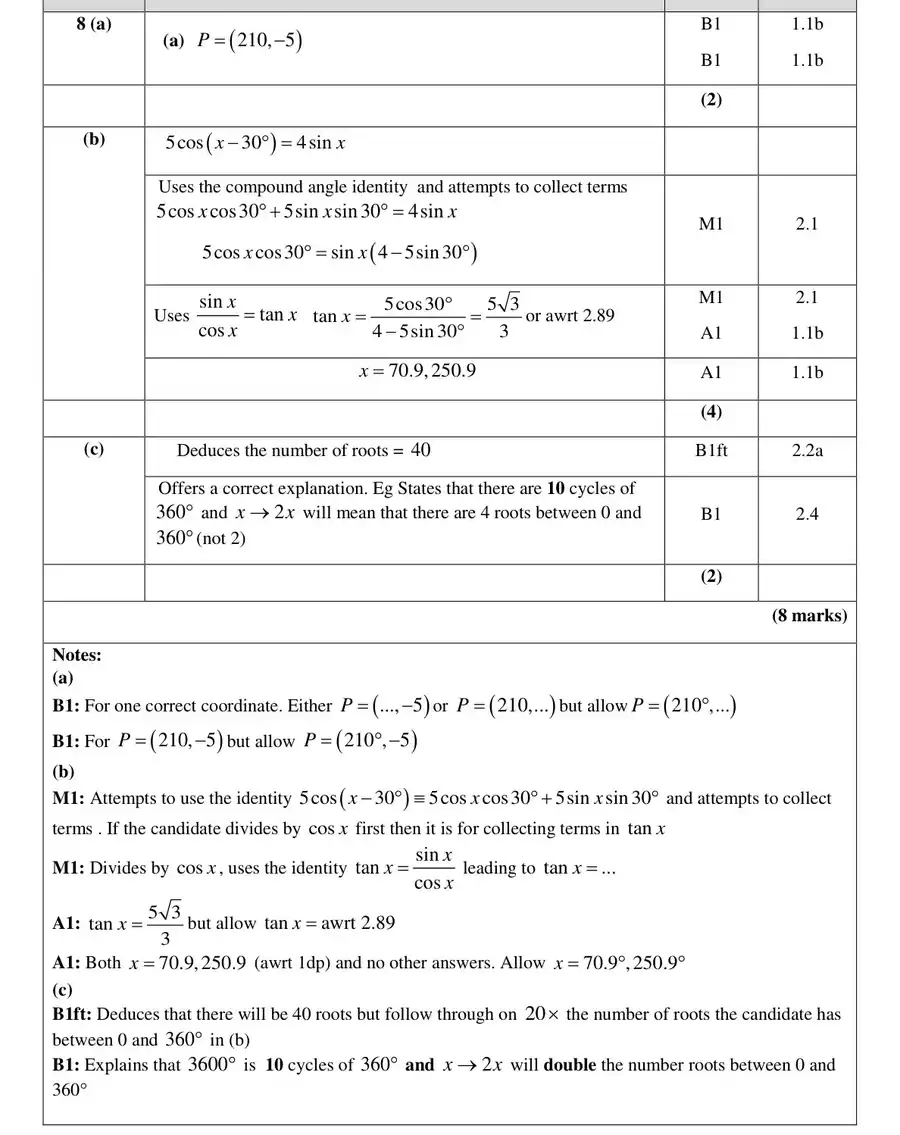 8 (a)
(a) P = (210, −5)
B1
1.1b
B1
1.1b
(2)
(b)
5cos(x − 30°) = 4sin x
Uses the compound angle identity and attempts to collect terms
5cos x cos 30° + 5sin x sin 30° = 4sin x
5cos x cos 30° = sin x (4 − 5sin 30°)
M1
2.1
Uses sin x / cos x = tan x tan x = 5cos 30° / (4 − 5sin 30°) = 5√3 / 3 or awrt 2.89
M1
2.1
A1
1.1b
x = 70.9, 250.9
A1
1.1b
(4)
(c)
Deduces the number of roots = 40
B1ft
2.2a
Offers a correct explanation. Eg States that there are 10 cycles of
360° and x → 2x will mean that there are 4 roots between 0 and
360° (not 2)
B1
2.4
(2)
(8 marks)
Notes:
(a)
B1: For one correct coordinate. Either P = (..., −5) or P = (210, ...) but allow P = (210°, ...)
B1: For P = (210, −5) but allow P = (210°, −5)
(b)
M1: Attempts to use the identity 5cos(x − 30°) ≡ 5cos x cos 30° + 5sin x sin 30° and attempts to collect
terms . If the candidate divides by cos x first then it is for collecting terms in tan x
M1: Divides by cos x , uses the identity tan x = sin x / cos x leading to tan x = ...
A1: tan x = 5√3 / 3 but allow tan x = awrt 2.89
A1: Both x = 70.9, 250.9 (awrt 1dp) and no other answers. Allow x = 70.9°, 250.9°
(c)
B1ft: Deduces that there will be 40 roots but follow through on 20 × the number of roots the candidate has
between 0 and 360° in (b)
B1: Explains that 3600° is 10 cycles of 360° and x → 2x will double the number roots between 0 and
360°